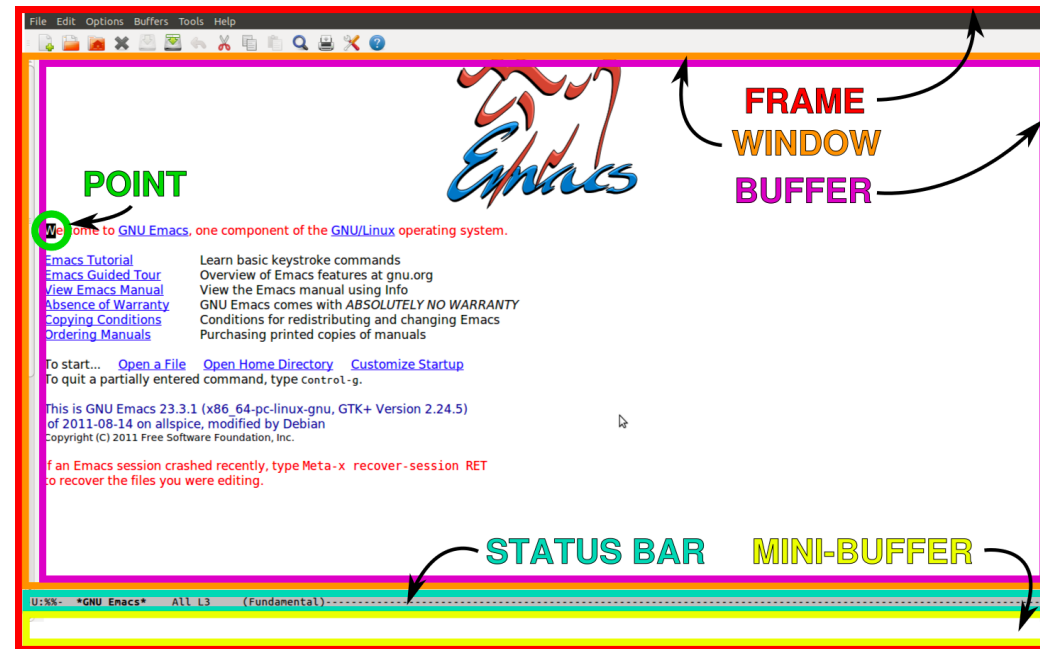 File Edit Options Buffers Tools Help
Emacs
FRAME
WINDOW
BUFFER
POINT
Welcome to GNU Emacs, one component of the GNU/Linux operating system.
Emacs Tutorial Learn basic keystroke commands
Emacs Guided Tour Overview of Emacs features at gnu.org
View Emacs Manual View the Emacs manual using Info
Absence of Warranty GNU Emacs comes with ABSOLUTELY NO WARRANTY
Copying Conditions Conditions for redistributing and changing Emacs
Ordering Manuals Purchasing printed copies of manuals
To start... Open a File Open Home Directory Customize Startup
To quit a partially entered command, type Control-g.
This is GNU Emacs 23.3.1 (x86_64-pc-linux-gnu, GTK+ Version 2.24.5)
of 2011-08-14 on allspice, modified by Debian
Copyright (C) 2011 Free Software Foundation, Inc.
If an Emacs session crashed recently, type Meta-x recover-session RET
to recover the files you were editing.
STATUS BAR MINI-BUFFER
U:%%- *GNU Emacs* All L3 (Fundamental)----------------------------------------